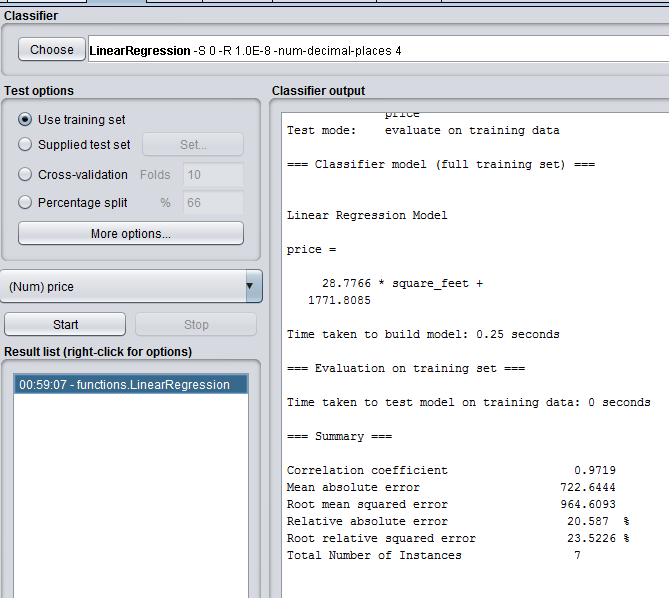 Classifier
Choose LinearRegression -S 0 -R 1.0E-8 -num-decimal-places 4
Test options
Use training set
Supplied test set Set...
Cross-validation Folds 10
Percentage split % 66
More options...
(Num) price
Start Stop
Result list (right-click for options)
00:59:07 - functions.LinearRegression
Classifier output
price
Test mode: evaluate on training data
=== Classifier model (full training set) ===
Linear Regression Model
price =
28.7766 * square_feet +
1771.8085
Time taken to build model: 0.25 seconds
=== Evaluation on training set ===
Time taken to test model on training data: 0 seconds
=== Summary ===
Correlation coefficient 0.9719
Mean absolute error 722.6444
Root mean squared error 964.6093
Relative absolute error 20.587 %
Root relative squared error 23.5226 %
Total Number of Instances 7